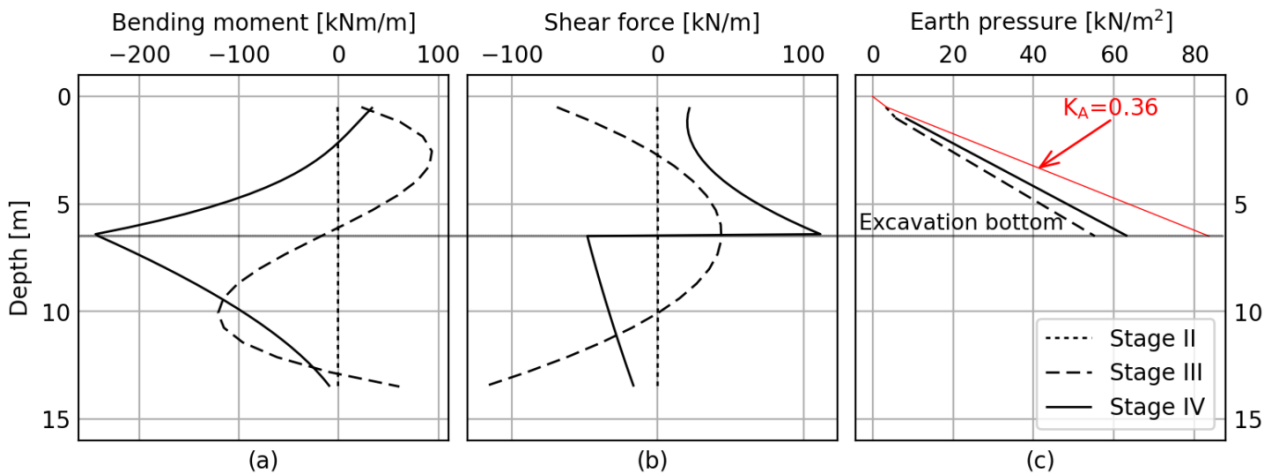 Bending moment [kNm/m]
Shear force [kN/m]
Earth pressure [kN/m²]
−200 −100 0 100
−100 0 100
0 20 40 60 80
0
5
10
15
Depth [m]
K_A=0.36
Excavation bottom
Stage II
Stage III
Stage IV
0
5
10
15
(a)
(b)
(c)